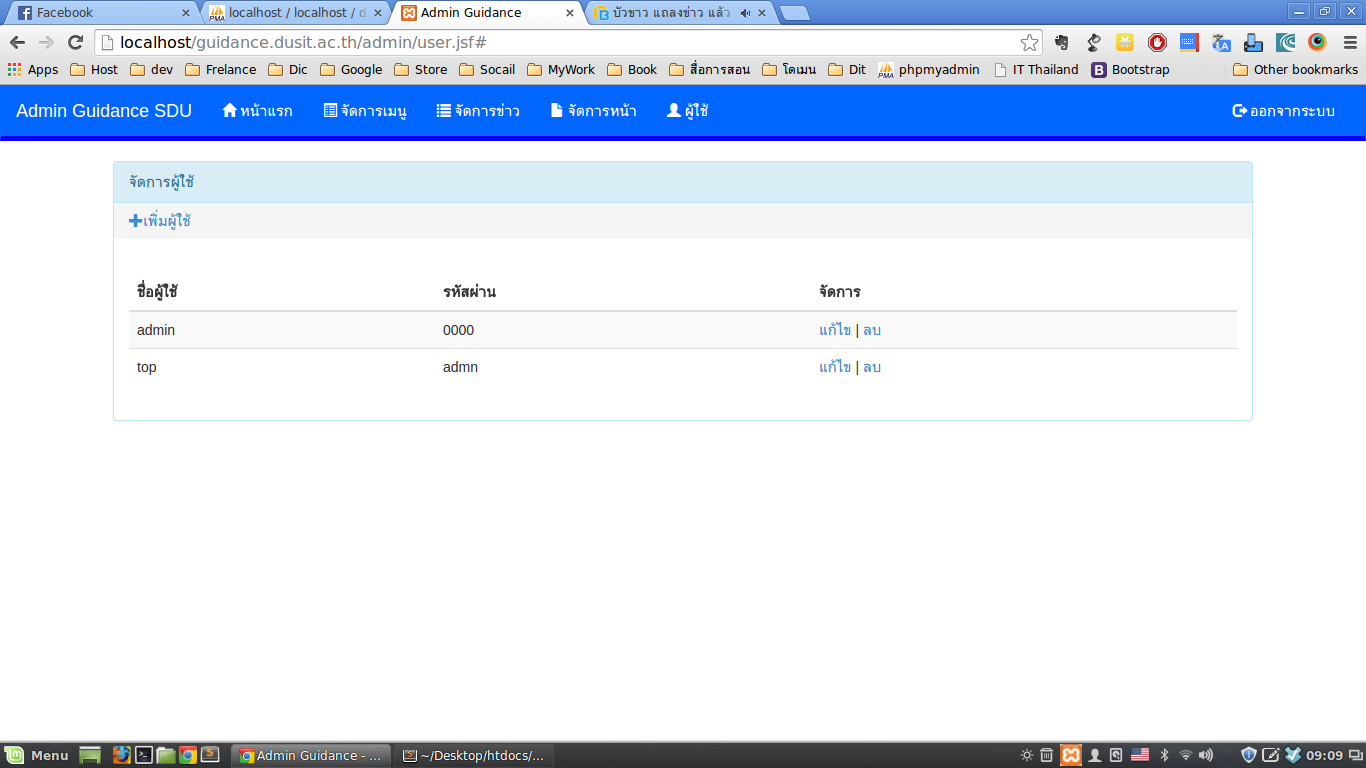 Facebook
localhost / localhost / d
Admin Guidance
บัวขาว แถลงข่าว แล้ว
localhost/guidance.dusit.ac.th/admin/user.jsf#
Apps Host dev Frelance Dic Google Store Socail MyWork Book สื่อการสอน โดเมน Dit phpmyadmin IT Thailand Bootstrap Other bookmarks
Admin Guidance SDU หน้าแรก จัดการเมนู จัดการข่าว จัดการหน้า ผู้ใช้ ออกจากระบบ
จัดการผู้ใช้
เพิ่มผู้ใช้
ชื่อผู้ใช้ รหัสผ่าน จัดการ
admin 0000 แก้ไข | ลบ
top admn แก้ไข | ลบ
Menu Admin Guidance - ... ~/Desktop/htdocs/... 09:09